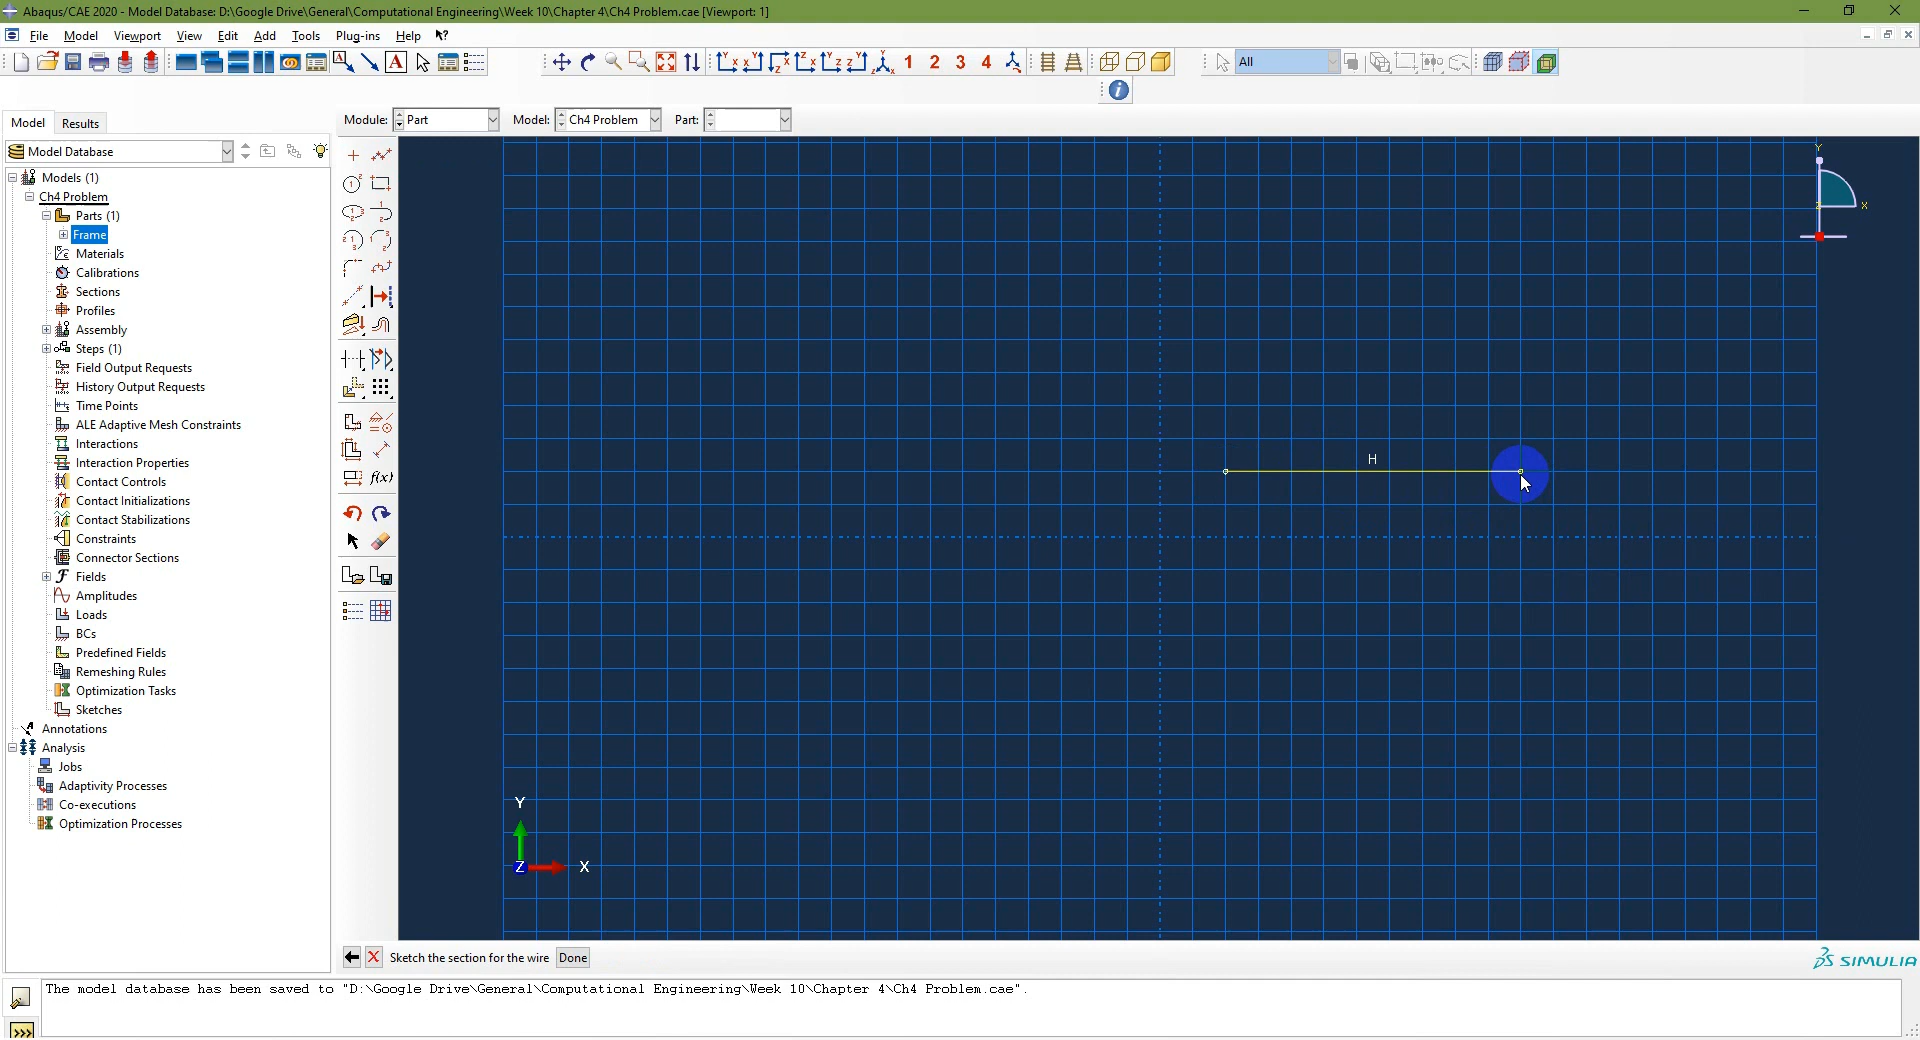 Abaqus/CAE 2020 - Model Database: D:\Google Drive\General\Computational Engineering\Week 10\Chapter 4\Ch4 Problem.cae [Viewport: 1]
File Model Viewport View Edit Add Tools Plug-ins Help
1 2 3 4
All
Model Results
Module: Part Model: Ch4 Problem Part:
Model Database
Models (1)
Ch4 Problem
Parts (1)
Frame
Materials
Calibrations
Sections
Profiles
Assembly
Steps (1)
Field Output Requests
History Output Requests
Time Points
ALE Adaptive Mesh Constraints
Interactions
Interaction Properties
Contact Controls
Contact Initializations
Contact Stabilizations
Constraints
Connector Sections
Fields
Amplitudes
Loads
BCs
Predefined Fields
Remeshing Rules
Optimization Tasks
Sketches
Annotations
Analysis
Jobs
Adaptivity Processes
Co-executions
Optimization Processes
f(x)
Y
X
H
Y
Z X
Sketch the section for the wire Done
SIMULIA
The model database has been saved to "D:\Google Drive\General\Computational Engineering\Week 10\Chapter 4\Ch4 Problem.cae".
>>>